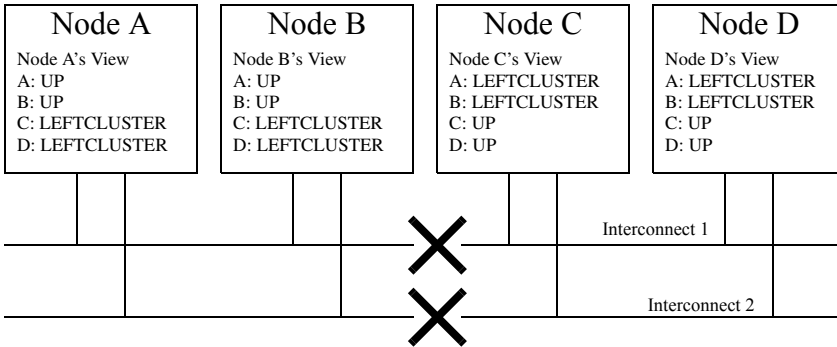 Node A
Node A's View
A: UP
B: UP
C: LEFTCLUSTER
D: LEFTCLUSTER
Node B
Node B's View
A: UP
B: UP
C: LEFTCLUSTER
D: LEFTCLUSTER
Node C
Node C's View
A: LEFTCLUSTER
B: LEFTCLUSTER
C: UP
D: UP
Node D
Node D's View
A: LEFTCLUSTER
B: LEFTCLUSTER
C: UP
D: UP
Interconnect 1
Interconnect 2